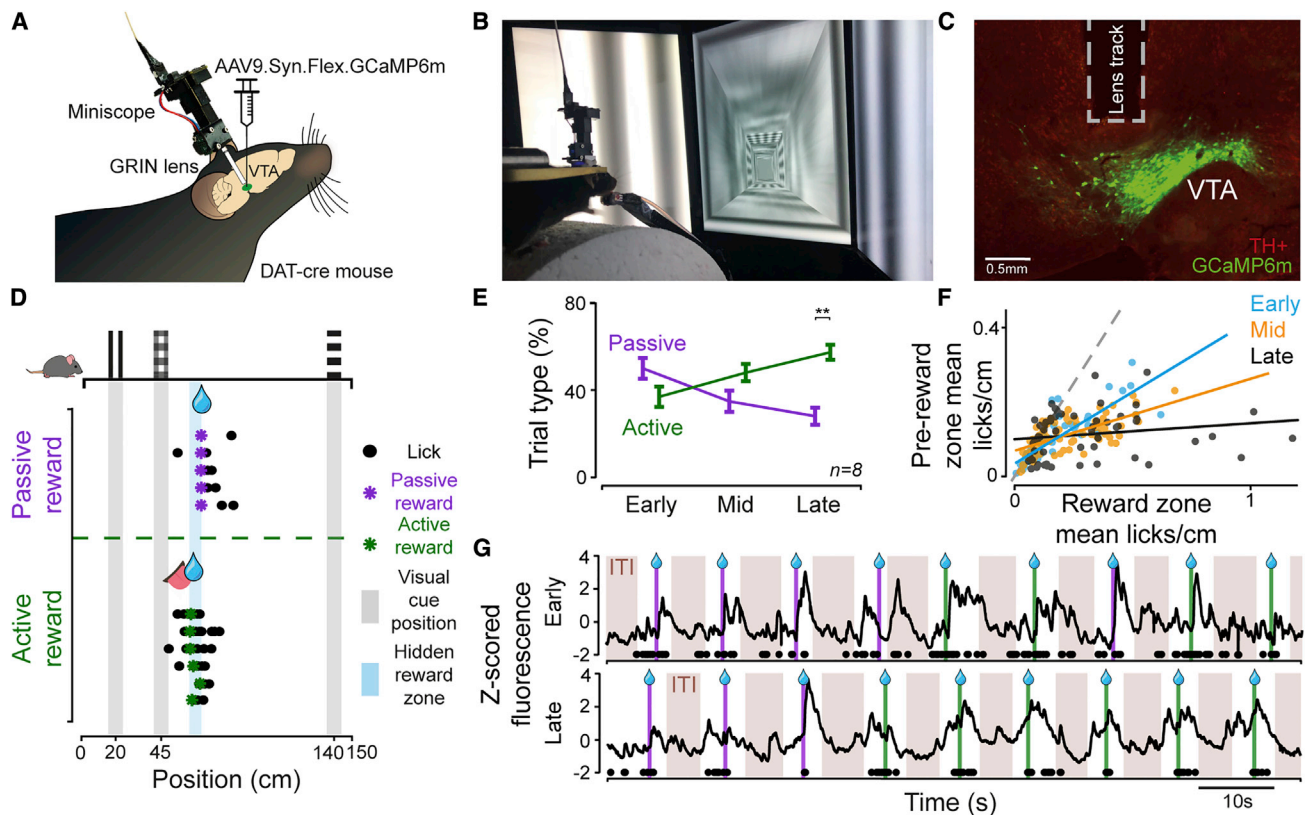 A
AAV9.Syn.Flex.GCaMP6m
Miniscope
GRIN lens
VTA
DAT-cre mouse
B
C
Lens track
VTA
TH+
GCaMP6m
0.5mm
D
Passive
reward
Active
reward
Lick
Passive
reward
Active
reward
Visual
cue
position
Hidden
reward
zone
0
20
45
140
150
Position (cm)
E
Trial type (%)
80
40
0
**
Passive
Active
n=8
Early
Mid
Late
F
Early
Mid
Late
Pre-reward
zone mean
licks/cm
0.4
0
0
1
Reward zone
mean licks/cm
G
Z-scored
fluorescence
Early
4
2
0
-2
ITI
Late
4
2
0
-2
ITI
Time (s)
10s